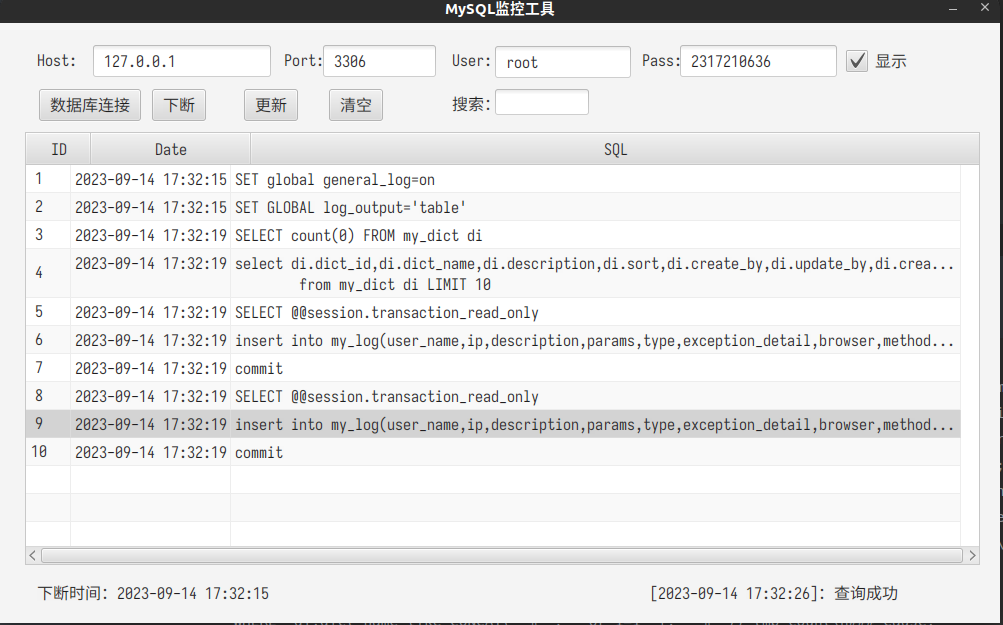 MySQL监控工具
Host: 127.0.0.1 Port: 3306 User: root Pass: 2317210636 显示
数据库连接 下断 更新 清空 搜索:
ID Date SQL
1 2023-09-14 17:32:15 SET global general_log=on
2 2023-09-14 17:32:15 SET GLOBAL log_output='table'
3 2023-09-14 17:32:19 SELECT count(0) FROM my_dict di
4 2023-09-14 17:32:19 select di.dict_id,di.dict_name,di.description,di.sort,di.create_by,di.update_by,di.crea...
from my_dict di LIMIT 10
5 2023-09-14 17:32:19 SELECT @@session.transaction_read_only
6 2023-09-14 17:32:19 insert into my_log(user_name,ip,description,params,type,exception_detail,browser,method...
7 2023-09-14 17:32:19 commit
8 2023-09-14 17:32:19 SELECT @@session.transaction_read_only
9 2023-09-14 17:32:19 insert into my_log(user_name,ip,description,params,type,exception_detail,browser,method...
10 2023-09-14 17:32:19 commit
下断时间: 2023-09-14 17:32:15 [2023-09-14 17:32:26]: 查询成功